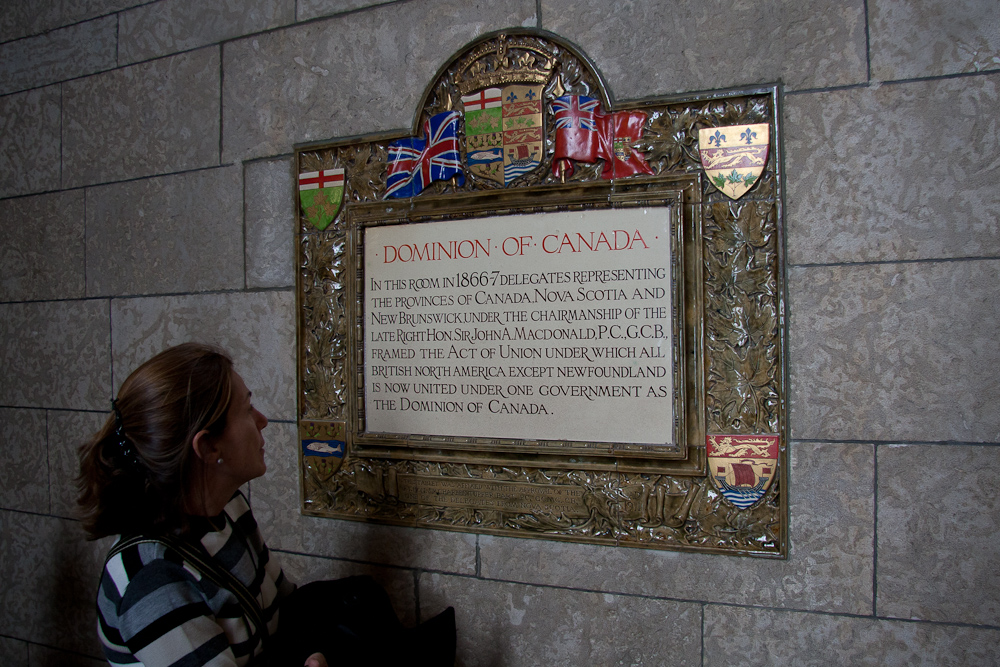 · DOMINION · OF · CANADA ·
IN THIS ROOM IN 1866-7 DELEGATES REPRESENTING
THE PROVINCES OF CANADA, NOVA SCOTIA AND
NEW BRUNSWICK UNDER THE CHAIRMANSHIP OF THE
LATE RIGHT HON. SIR JOHN A. MACDONALD, P.C., G.C.B.
FRAMED THE ACT OF UNION UNDER WHICH ALL
BRITISH NORTH AMERICA EXCEPT NEWFOUNDLAND
IS NOW UNITED UNDER ONE GOVERNMENT AS
THE DOMINION OF CANADA.